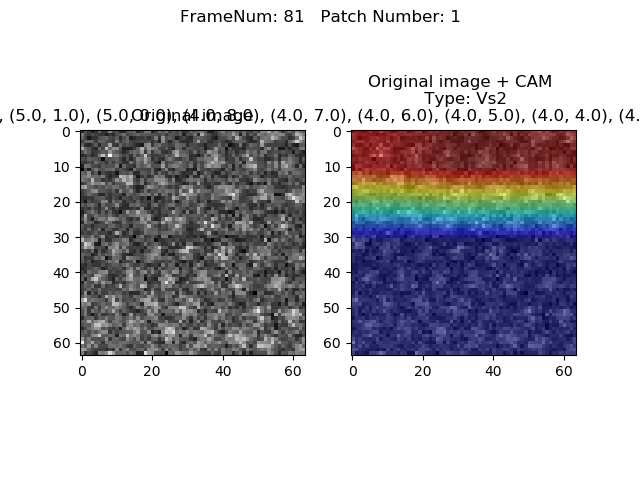 FrameNum: 81   Patch Number: 1
Original image + CAM
Type: Vs2
, (5.0, 1.0), (5.0, 0.0), (4.0, 8.0), (4.0, 7.0), (4.0, 6.0), (4.0, 5.0), (4.0, 4.0), (4.
Original image
0
10
20
30
40
50
60
0 20 40 60
0
10
20
30
40
50
60
0 20 40 60